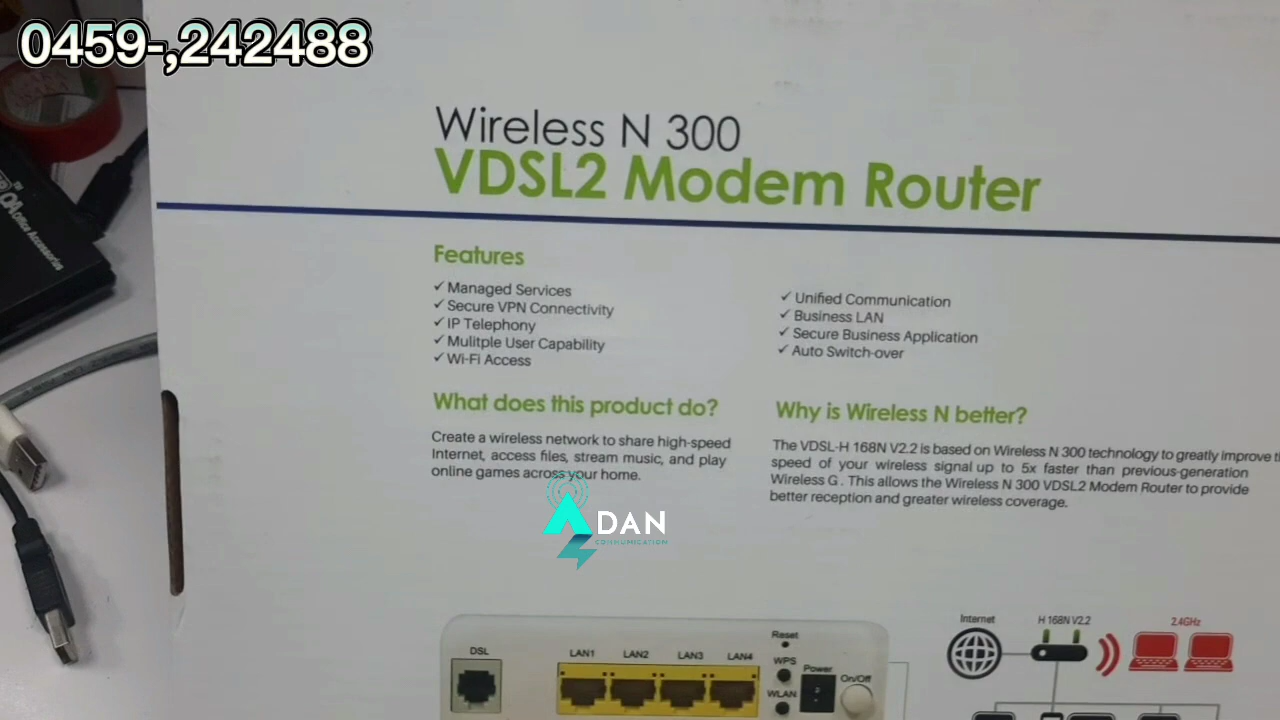 0459-,242488
Office Accessories
Wireless N 300
VDSL2 Modem Router
Features
✓ Managed Services
✓ Secure VPN Connectivity
✓ IP Telephony
✓ Mulitple User Capability
✓ Wi-Fi Access
✓ Unified Communication
✓ Business LAN
✓ Secure Business Application
✓ Auto Switch-over
What does this product do?
Create a wireless network to share high-speed
Internet, access files, stream music, and play
online games across your home.
Why is Wireless N better?
The VDSL-H 168N V2.2 is based on Wireless N 300 technology to greatly improve
speed of your wireless signal up to 5x faster than previous-generation
Wireless G . This allows the Wireless N 300 VDSL2 Modem Router to provide
better reception and greater wireless coverage.
ADAN
COMMUNICATION
DSL
LAN1 LAN2 LAN3 LAN4
Reset
WPS
WLAN
Power
On/Off
Internet
H 168N V2.2
2.4GHz